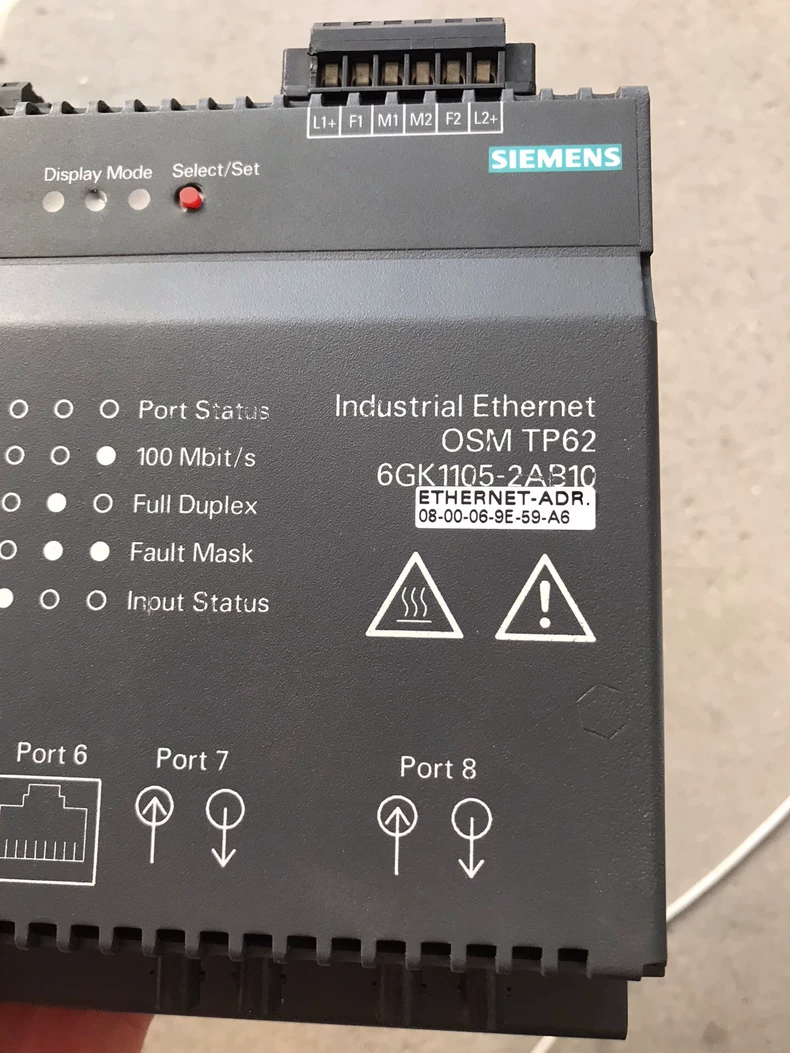 L1+ F1 M1 M2 F2 L2+
SIEMENS
Display Mode Select/Set
Port Status
100 Mbit/s
Full Duplex
Fault Mask
Input Status
Industrial Ethernet
OSM TP62
6GK1105-2AB10
ETHERNET-ADR.
08-00-06-9E-59-A6
Port 6 Port 7 Port 8